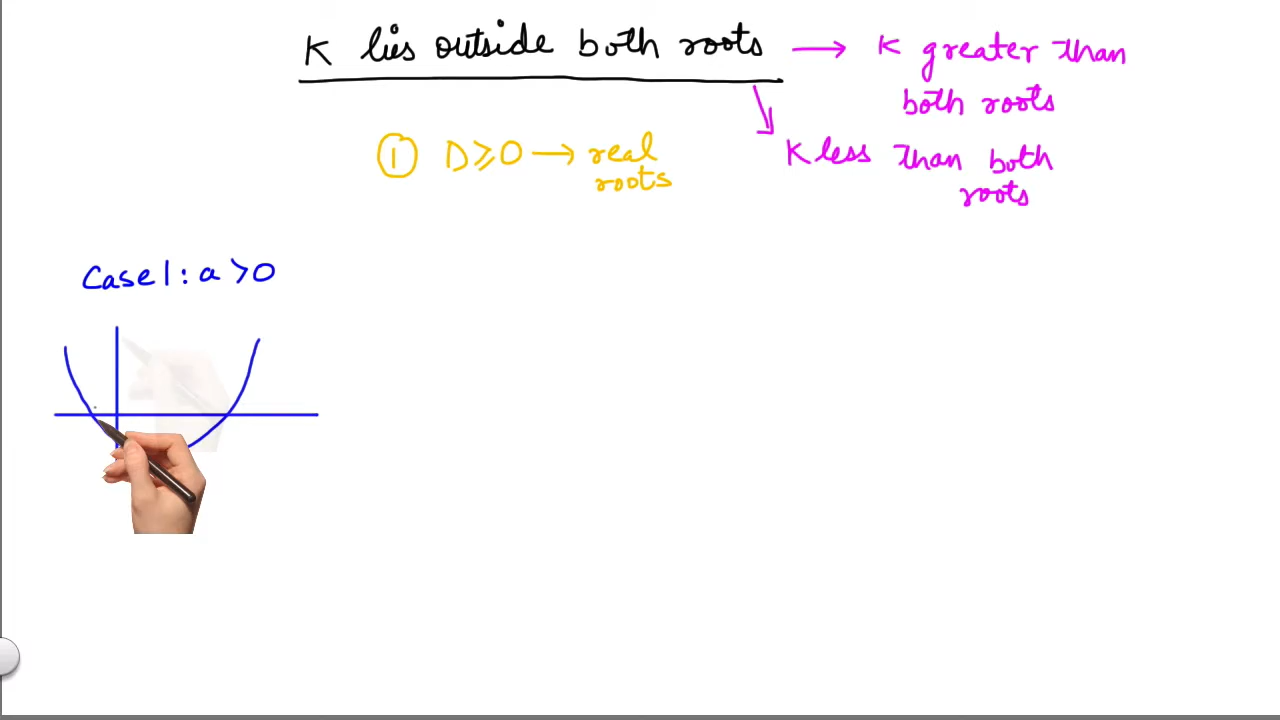 K lies outside both roots → K greater than
both roots
① D≥0 → real
roots
K less than both
roots
Case 1: a>0